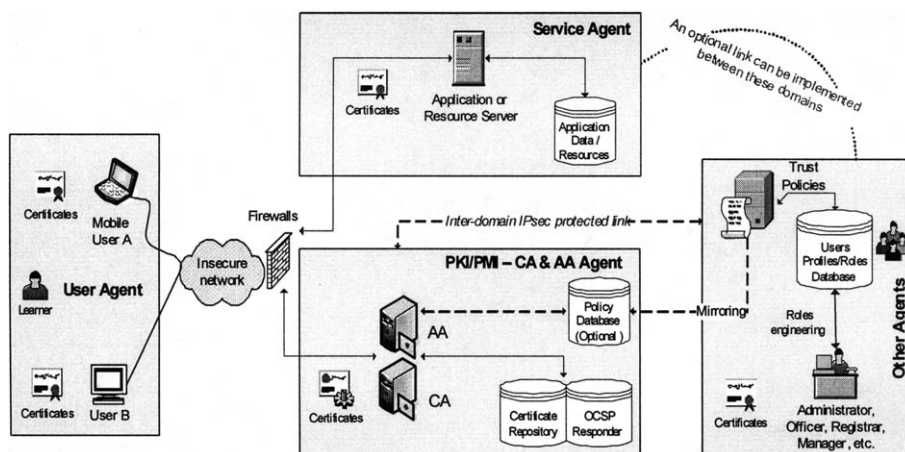 Service Agent
Certificates
Application or
Resource Server
Application
Data /
Resources
An optional link can be implemented
between these
domains
Certificates
Mobile
User A
Learner
User Agent
Certificates
User B
Insecure
network
Firewalls
Inter-domain IPsec protected link
PKI/PMI – CA & AA Agent
AA
CA
Certificates
Policy
Database
(Optional )
Certificate
Repository
OCSP
Responder
Mirroring
Trust
Policies
Users
Profiles/Roles
Database
Roles
engineering
Other Agents
Certificates
Administrator,
Officer, Registrar,
Manager, etc.